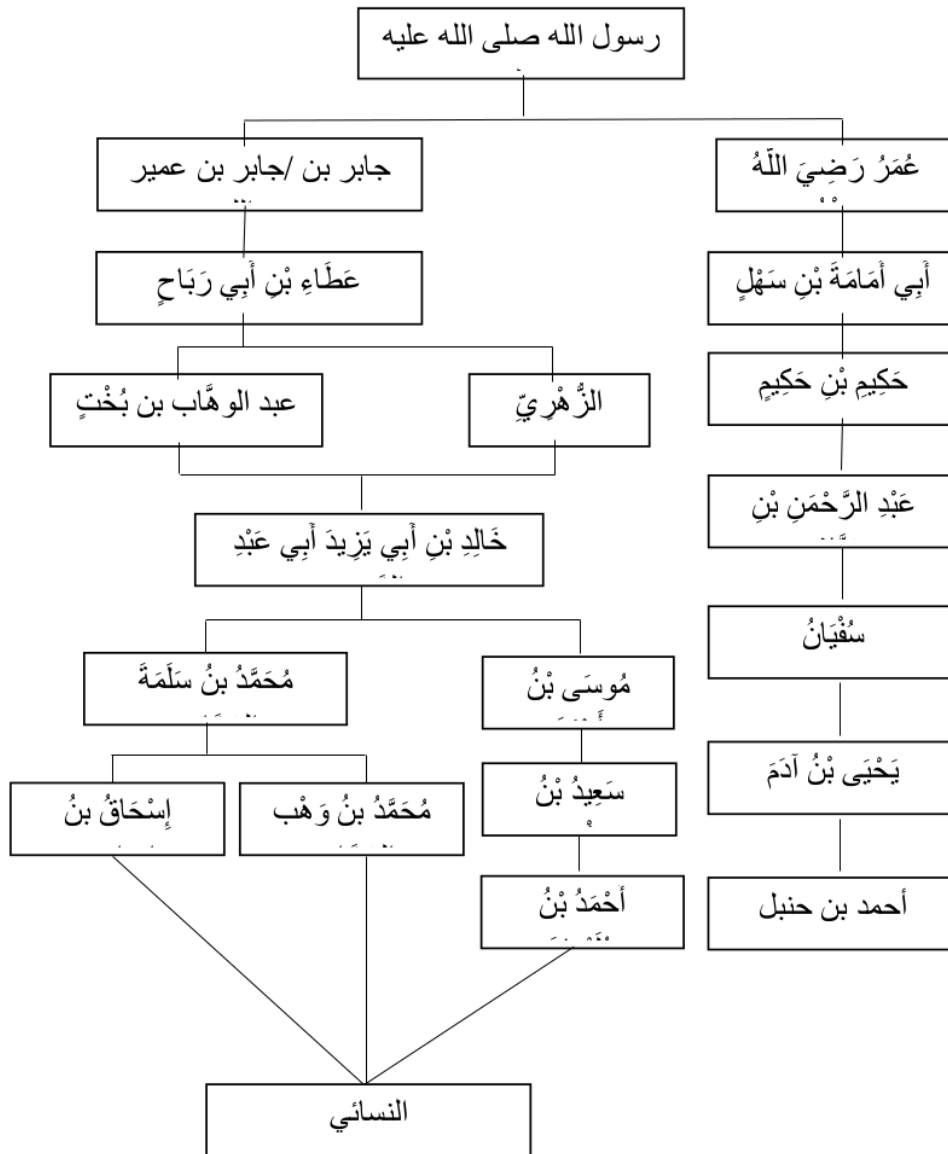 رسول الله صلى الله عليه
جابر بن /جابر بن عمير
عُمَرُ رَضِيَ اللَّهُ
عَطَاءِ بْنِ أَبِي رَبَاحٍ
أَبِي أُمَامَةَ بْنِ سَهْلٍ
عبد الوهَّاب بن بُخْتٍ
الزُّهْرِيِّ
حَكِيمِ بْنِ حَكِيمٍ
عَبْدِ الرَّحْمَنِ بْنِ
خَالِدِ بْنِ أَبِي يَزِيدَ أَبِي عَبْدِ
سُفْيَانُ
مُحَمَّدُ بنُ سَلَمَةَ
مُوسَى بْنُ
يَحْيَى بْنُ آدَمَ
إِسْحَاقُ بنُ
مُحَمَّدُ بنُ وَهْب
سَعِيدُ بْنُ
أَحْمَدُ بْنُ
أحمد بن حنبل
النسائي